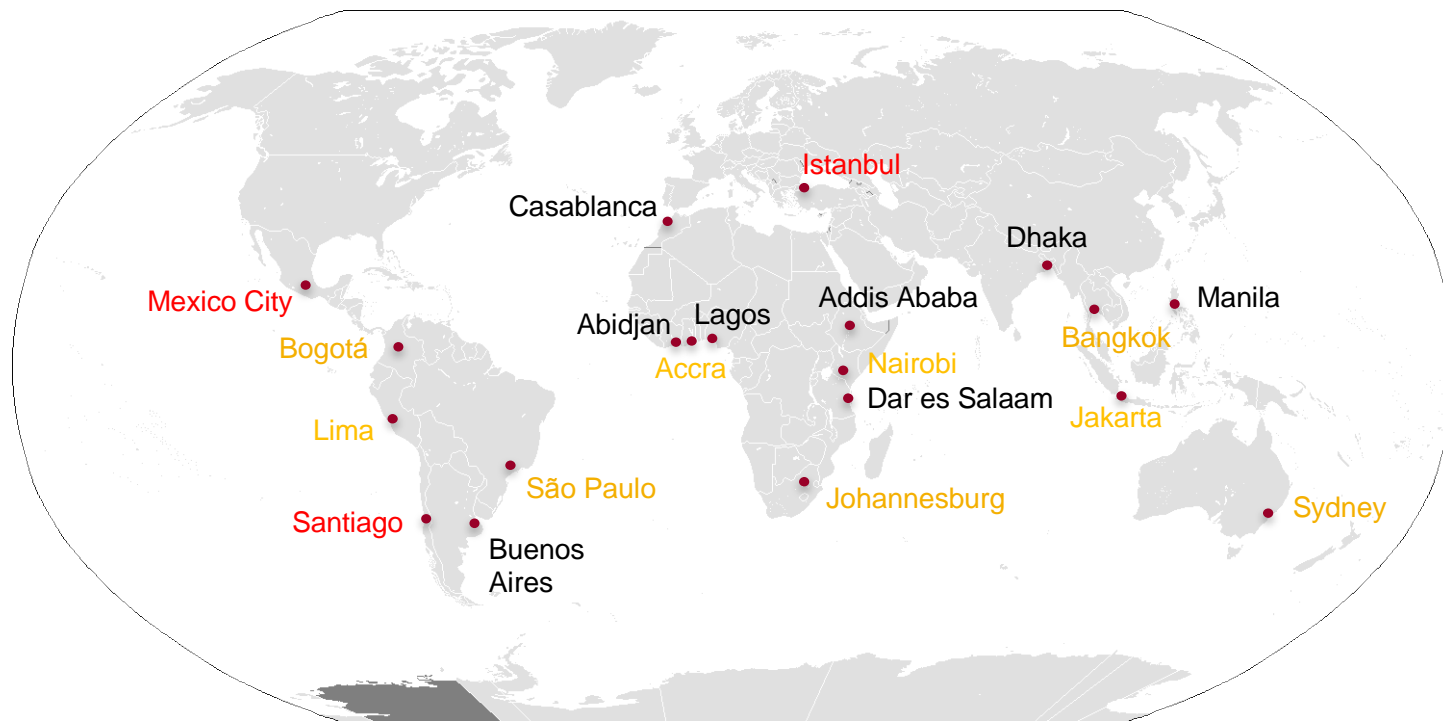 Istanbul
Casablanca
Dhaka
Mexico City
Addis Ababa
Manila
Abidjan
Lagos
Bogotá
Accra
Nairobi
Bangkok
Dar es Salaam
Lima
Jakarta
São Paulo
Johannesburg
Sydney
Santiago
Buenos
Aires